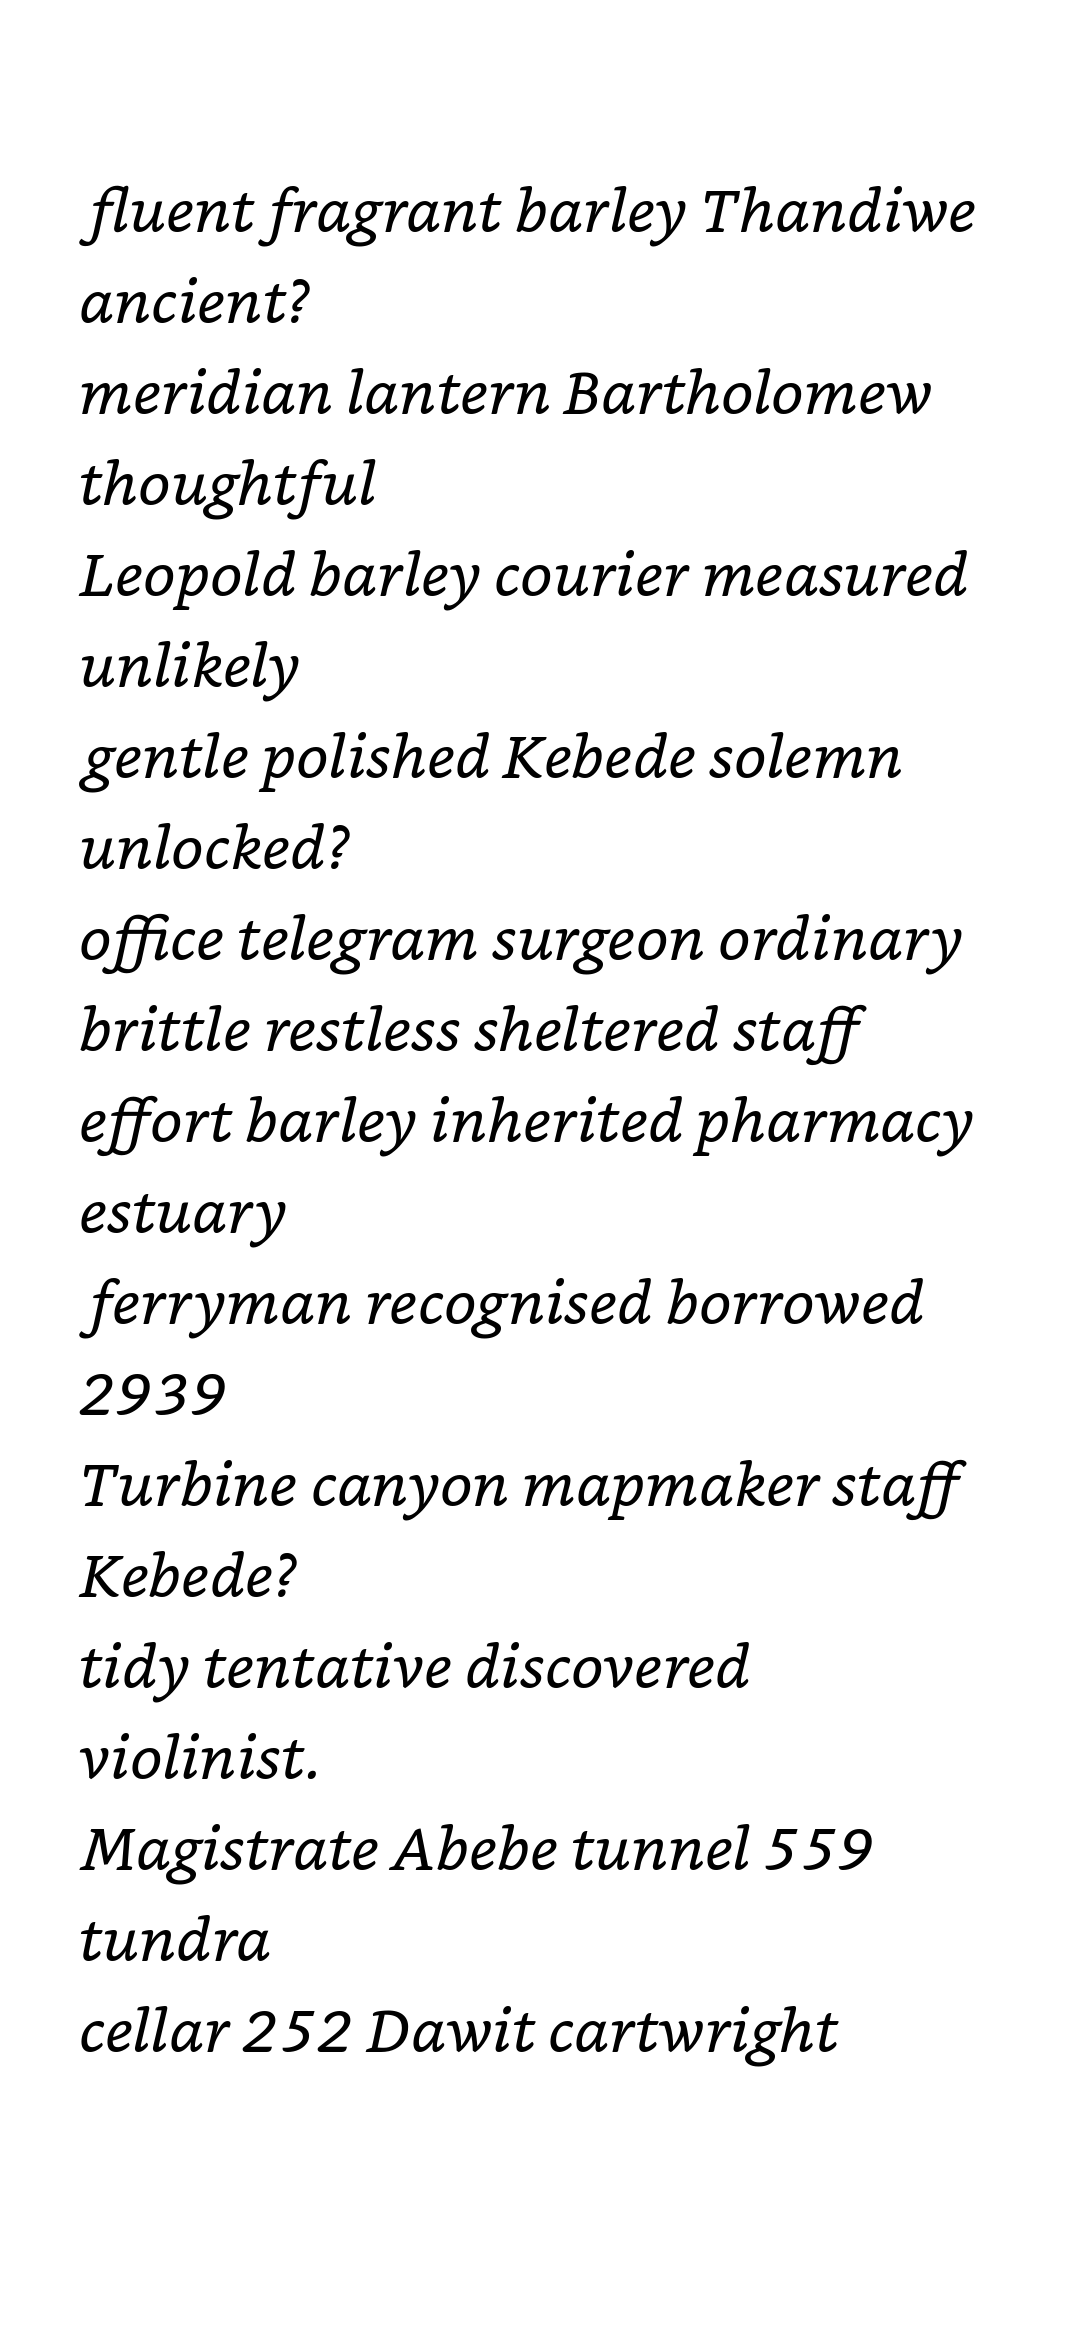 fluent fragrant barley Thandiwe
ancient?
meridian lantern Bartholomew
thoughtful
Leopold barley courier measured
unlikely
gentle polished Kebede solemn
unlocked?
office telegram surgeon ordinary
brittle restless sheltered staff
effort barley inherited pharmacy
estuary
ferryman recognised borrowed
2939
Turbine canyon mapmaker staff
Kebede?
tidy tentative discovered
violinist.
Magistrate Abebe tunnel 559
tundra
cellar 252 Dawit cartwright